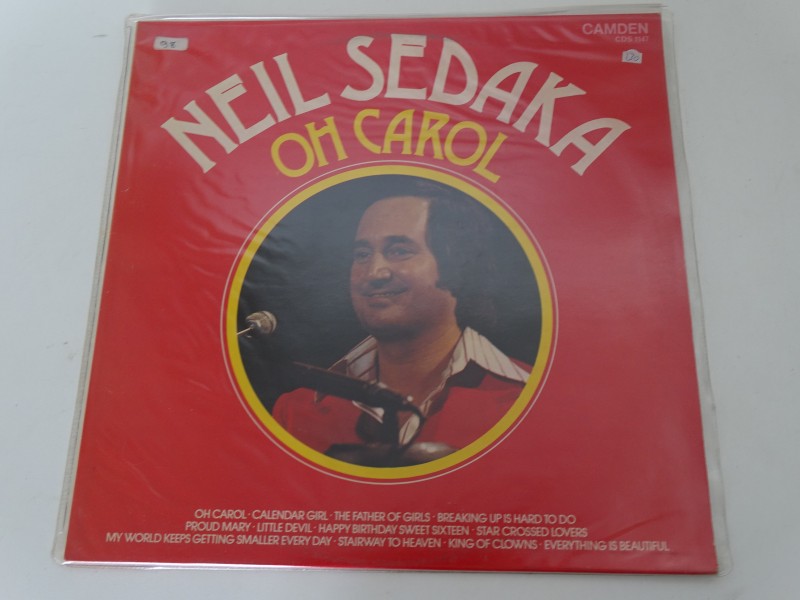 CAMDEN
NEIL SEDAKA
OH CAROL
OH CAROL · CALENDAR GIRL · THE FATHER OF GIRLS · BREAKING UP IS HARD TO DO
PROUD MARY · LITTLE DEVIL · HAPPY BIRTHDAY SWEET SIXTEEN · STAR CROSSED LOVERS
MY WORLD KEEPS GETTING SMALLER EVERY DAY · STAIRWAY TO HEAVEN · KING OF CLOWNS · EVERYTHING IS BEAUTIFUL